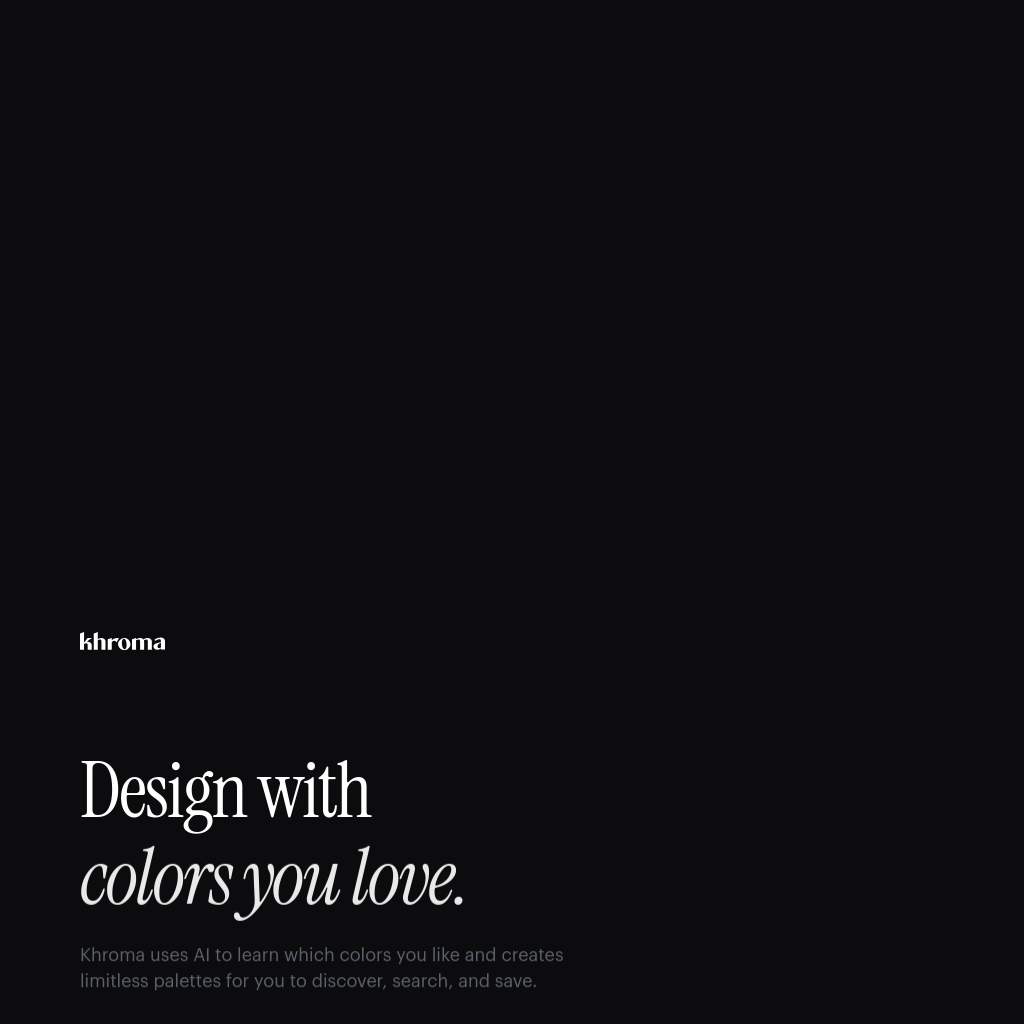 khroma
Design with
colors you love.
Khroma uses AI to learn which colors you like and creates
limitless palettes for you to discover, search, and save.